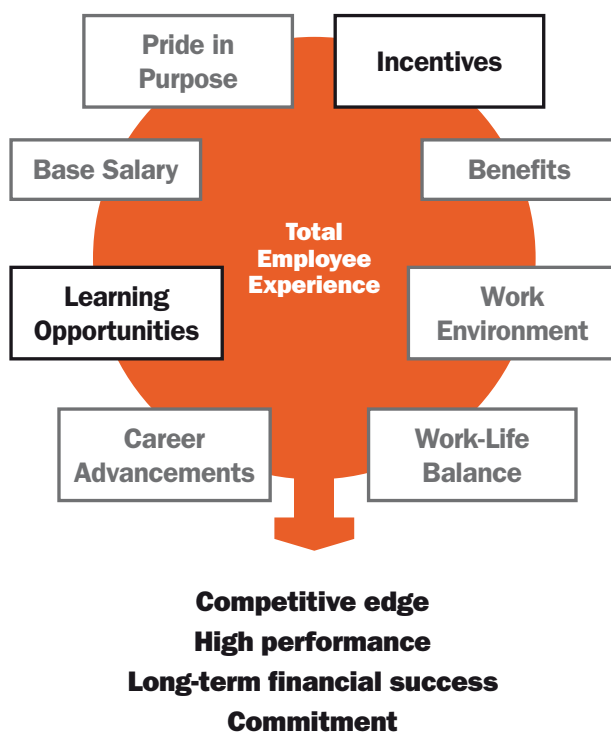 Pride in
Purpose
Incentives
Base Salary
Benefits
Total
Employee
Experience
Learning
Opportunities
Work
Environment
Career
Advancements
Work-Life
Balance
Competitive edge
High performance
Long-term financial success
Commitment